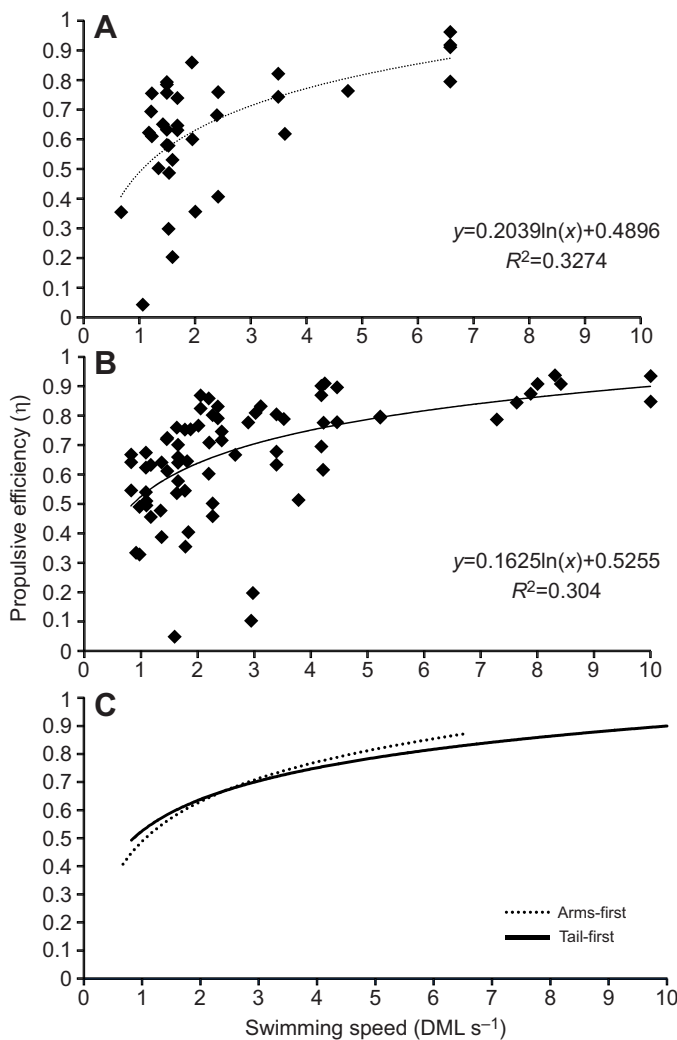 A
1
0.9
0.8
0.7
0.6
0.5
0.4
0.3
0.2
0.1
0
0 1 2 3 4 5 6 7 8 9 10
y=0.2039ln(x)+0.4896
R²=0.3274
B
1
0.9
0.8
0.7
0.6
0.5
0.4
0.3
0.2
0.1
0
0 1 2 3 4 5 6 7 8 9 10
y=0.1625ln(x)+0.5255
R²=0.304
Propulsive efficiency (η)
C
1
0.9
0.8
0.7
0.6
0.5
0.4
0.3
0.2
0.1
0
0 1 2 3 4 5 6 7 8 9 10
Arms-first
Tail-first
Swimming speed (DML s⁻¹)